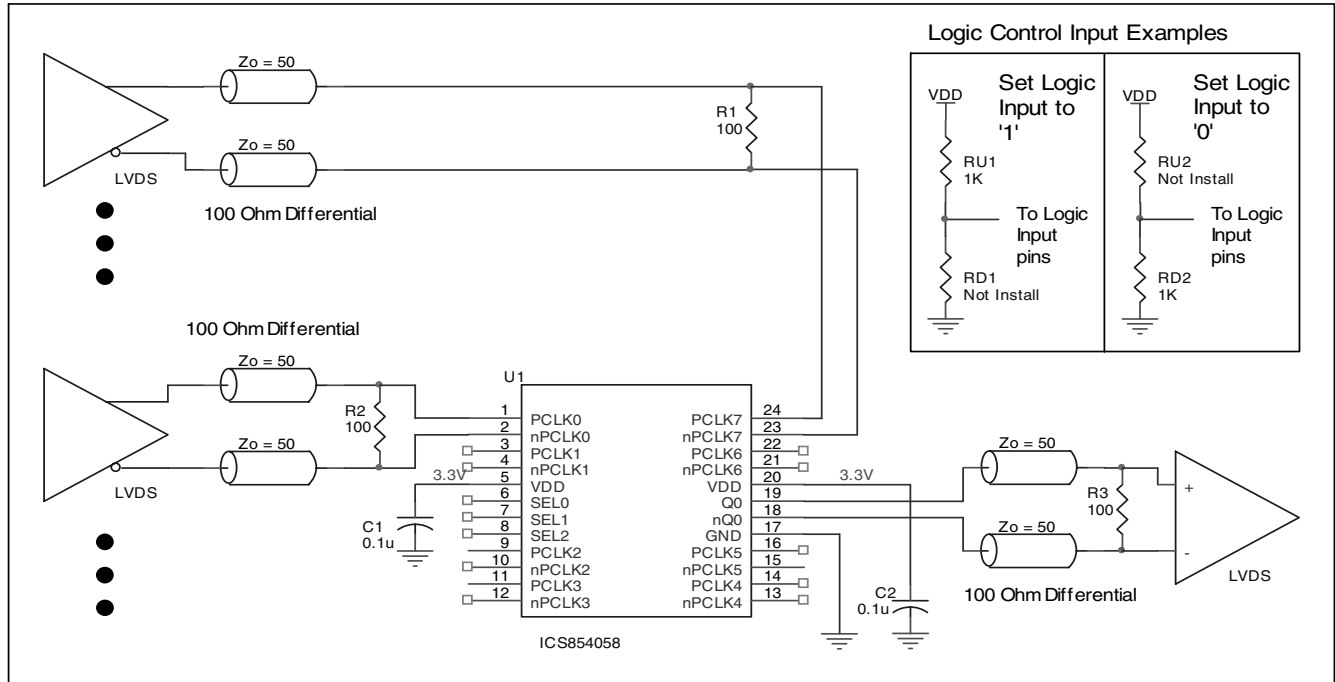 Zo = 50
Zo = 50
LVDS
100 Ohm Differential
R1
100
Logic Control Input Examples
VDD
Set Logic
Input to
'1'
RU1
1K
To Logic
Input
pins
RD1
Not Install
VDD
Set Logic
Input to
'0'
RU2
Not Install
To Logic
Input
pins
RD2
1K
100 Ohm Differential
Zo = 50
Zo = 50
LVDS
R2
100
3.3V
C1
0.1u
U1
1 PCLK0
2 nPCLK0
3 PCLK1
4 nPCLK1
5 VDD
6 SEL0
7 SEL1
8 SEL2
9 PCLK2
10 nPCLK2
11 PCLK3
12 nPCLK3
PCLK7 24
nPCLK7 23
PCLK6 22
nPCLK6 21
VDD 20
Q0 19
nQ0 18
GND 17
PCLK5 16
nPCLK5 15
PCLK4 14
nPCLK4 13
ICS854058
3.3V
C2
0.1u
Zo = 50
Zo = 50
R3
100
+
-
LVDS
100 Ohm Differential